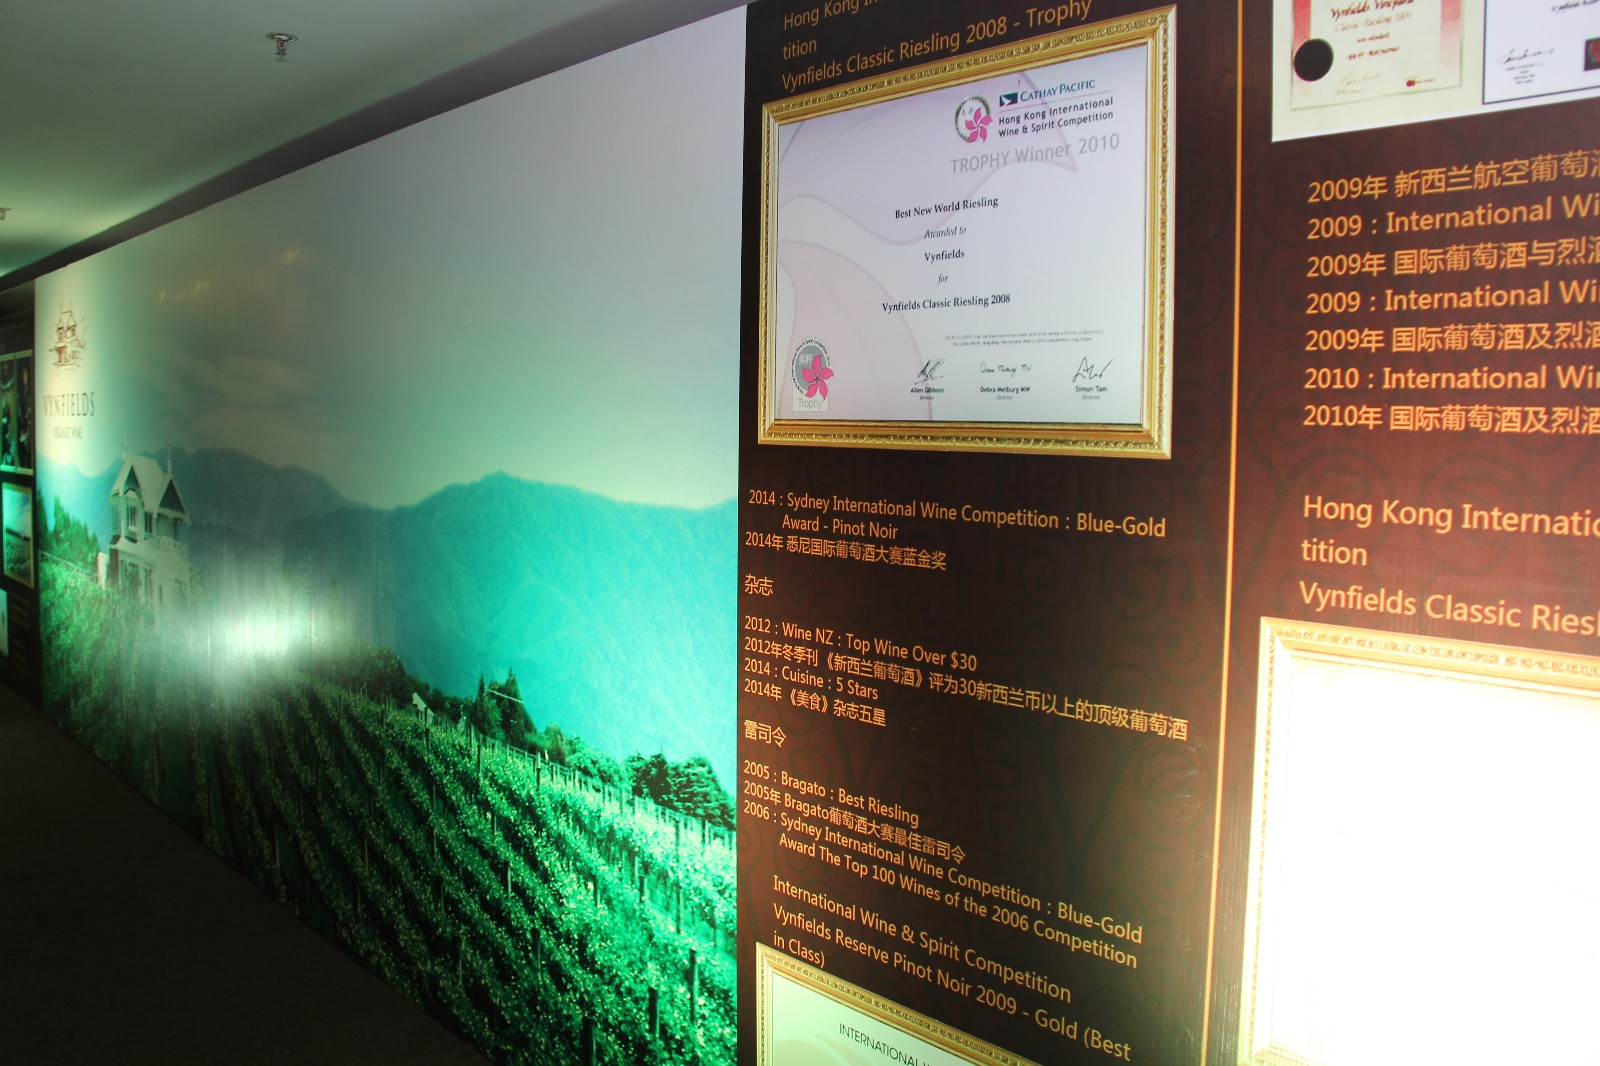 VYNFIELDS
ORGANIC WINE
Hong Kong
tition
Vynfields Classic Riesling 2008 - Trophy
CATHAY PACIFIC
Hong Kong International
Wine & Spirit Competition
TROPHY Winner 2010
Best New World Riesling
Awarded to
Vynfields
for
Vynfields Classic Riesling 2008
Allen Gibbons
Director
Debra Meiburg MW
Director
Simon Tam
Director
奖杯
Trophy
2014 : Sydney International Wine Competition : Blue-Gold
Award - Pinot Noir
2014年 悉尼国际葡萄酒大赛蓝金奖
杂志
2012 : Wine NZ : Top Wine Over $30
2012年冬季刊《新西兰葡萄酒》评为30新西兰币以上的顶级葡萄酒
2014 : Cuisine : 5 Stars
2014年《美食》杂志五星
雷司令
2005 : Bragato : Best Riesling
2005年 Bragato葡萄酒大赛最佳雷司令
2006 : Sydney International Wine Competition : Blue-Gold
Award The Top 100 Wines of the 2006 Competition
International Wine & Spirit Competition
Vynfields Reserve Pinot Noir 2009 - Gold (Best
in Class)
INTERNATIONAL
Vynfields Vineyard
2009年 新西兰航空葡萄
2009 : International Wi
2009年 国际葡萄酒与烈
2009 : International Wi
2009年 国际葡萄酒及烈
2010 : International Wi
2010年 国际葡萄酒及烈
Hong Kong Internatio
tition
Vynfields Classic Ries